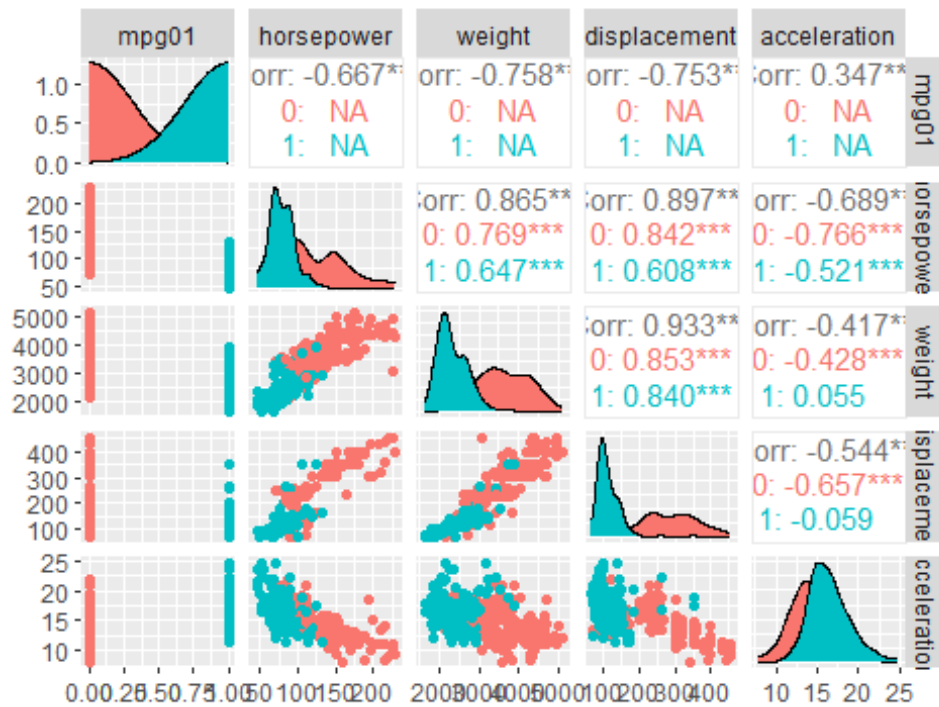 mpg01 horsepower weight displacement acceleration
orr: -0.667** orr: -0.758** orr: -0.753** Corr: 0.347**
0: NA 0: NA 0: NA 0: NA
1: NA 1: NA 1: NA 1: NA
1.0
0.5
0.0
mpg01
Corr: 0.865** Corr: 0.897** orr: -0.689**
0: 0.769*** 0: 0.842*** 0: -0.766***
1: 0.647*** 1: 0.608*** 1: -0.521***
200
150
100
50
orsepowe
Corr: 0.933** orr: -0.417**
0: 0.853*** 0: -0.428***
1: 0.840*** 1: 0.055
5000
4000
3000
2000
weight
orr: -0.544**
0: -0.657***
1: -0.059
400
300
200
100
isplaceme
25
20
15
10
cceleratio
0.00 0.25 0.50 0.75 1.00 50 100 150 200 2000 3000 4000 5000 100 200 300 400 10 15 20 25